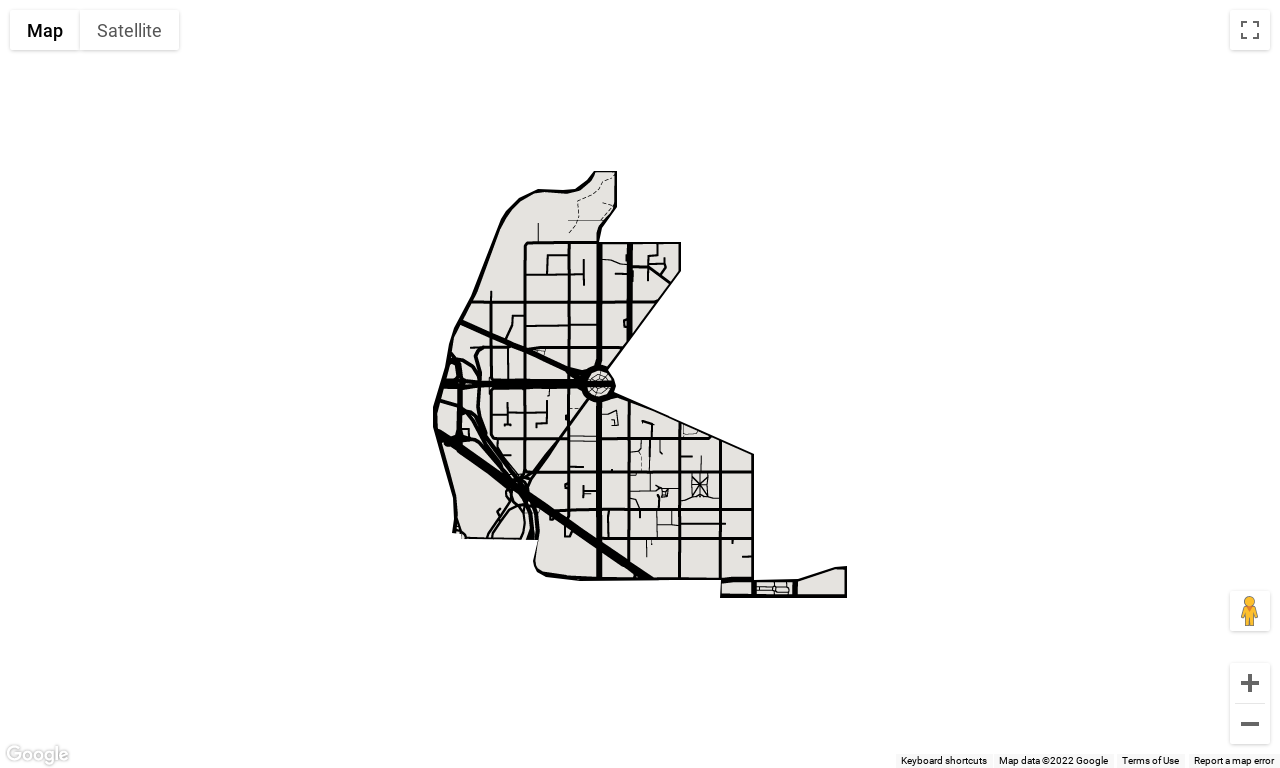 Map
Satellite
Google
Keyboard shortcuts
Map data ©2022 Google
Terms of Use
Report a map error